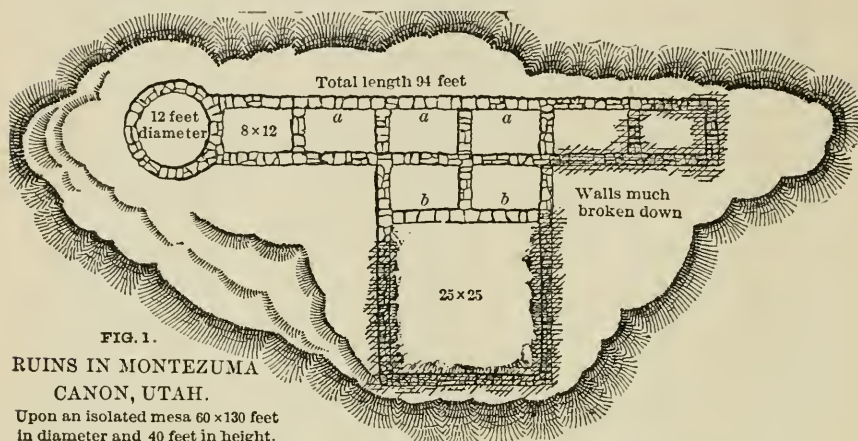 Total length 94 feet
12 feet
diameter
8×12
a
a
a
b
b
Walls much
broken down
25×25
FIG. 1.
RUINS IN MONTEZUMA
CANON, UTAH.
Upon an isolated mesa 60×130 feet
in diameter and 40 feet in height.